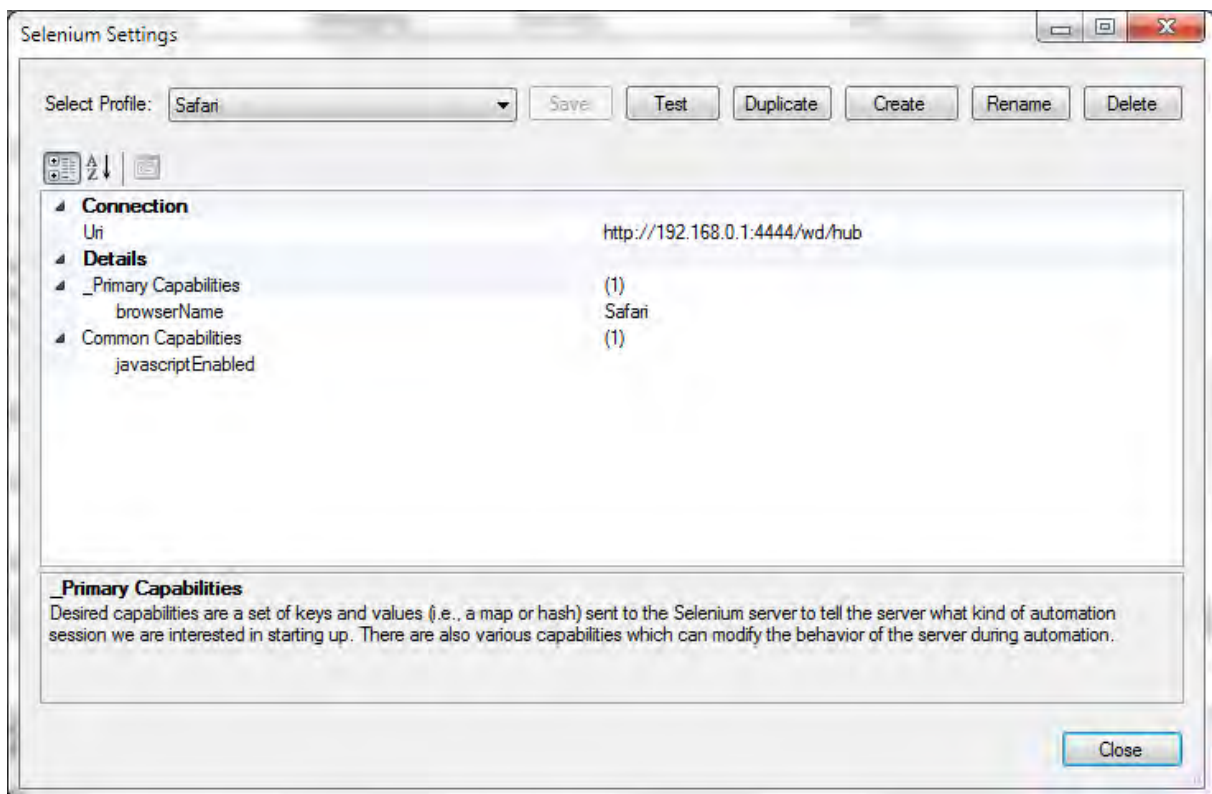 Selenium Settings
Select Profile: Safari Save Test Duplicate Create Rename Delete
Connection
Uri http://192.168.0.1:4444/wd/hub
Details
_Primary Capabilities (1)
browserName Safari
Common Capabilities (1)
javascriptEnabled
_Primary Capabilities
Desired capabilities are a set of keys and values (i.e., a map or hash) sent to the Selenium server to tell the server what kind of automation
session we are interested in starting up. There are also various capabilities which can modify the behavior of the server during automation.
Close